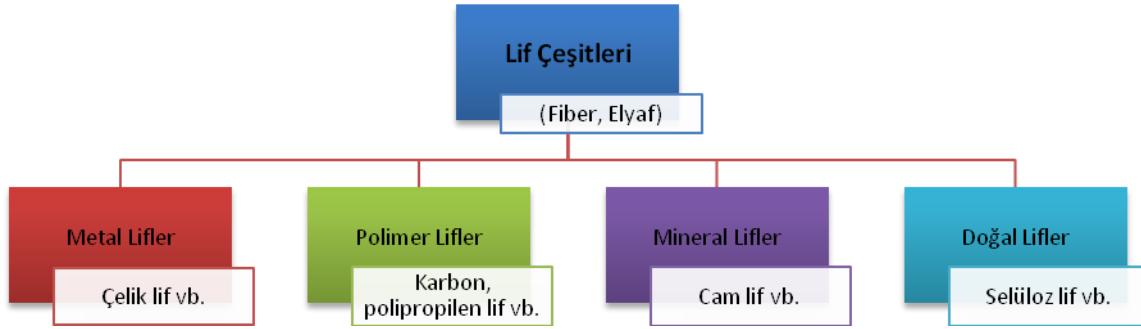 Lif Çeşitleri
(Fiber, Elyaf)
Metal Lifler
Çelik lif vb.
Polimer Lifler
Karbon,
polipropilen lif vb.
Mineral Lifler
Cam lif vb.
Doğal Lifler
Selüloz lif vb.